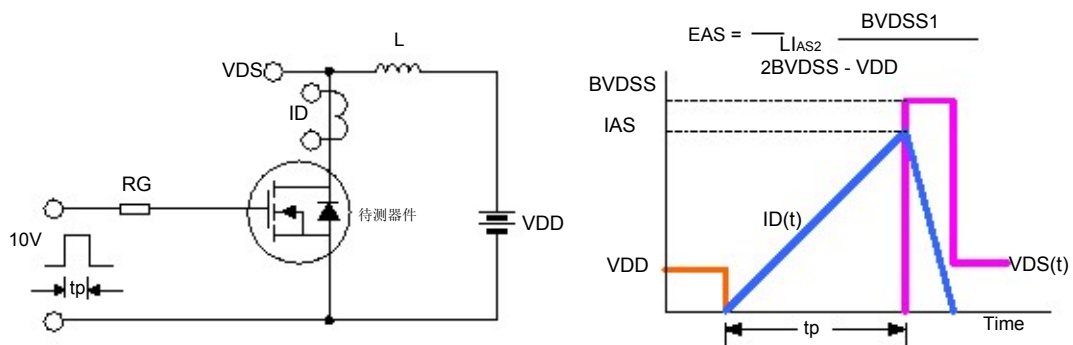 L
VDS
ID
RG
待测器件
10V
VDD
tp
BVDSS1
EAS =
LIAS2
2BVDSS - VDD
BVDSS
IAS
ID(t)
VDD
VDS(t)
tp
Time